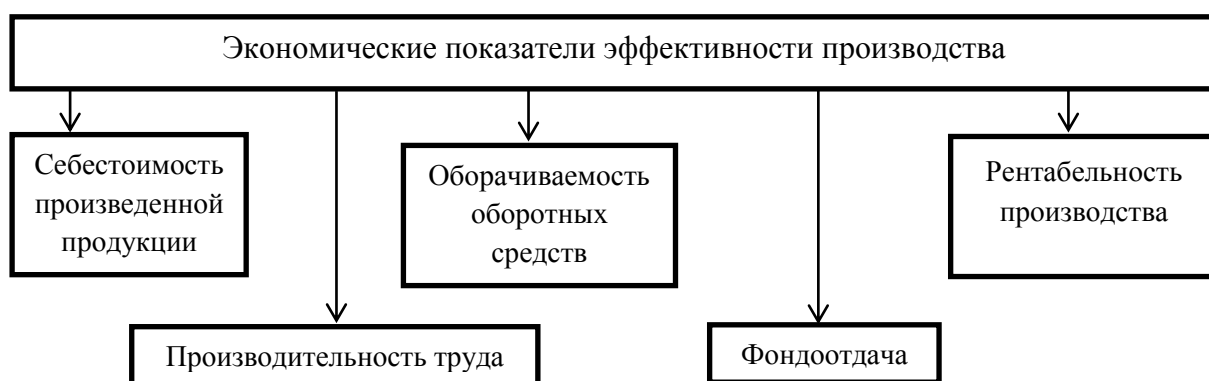 Экономические показатели эффективности производства
Себестоимость
произведенной
продукции
Оборачиваемость
оборотных
средств
Рентабельность
производства
Производительность труда
Фондоотдача